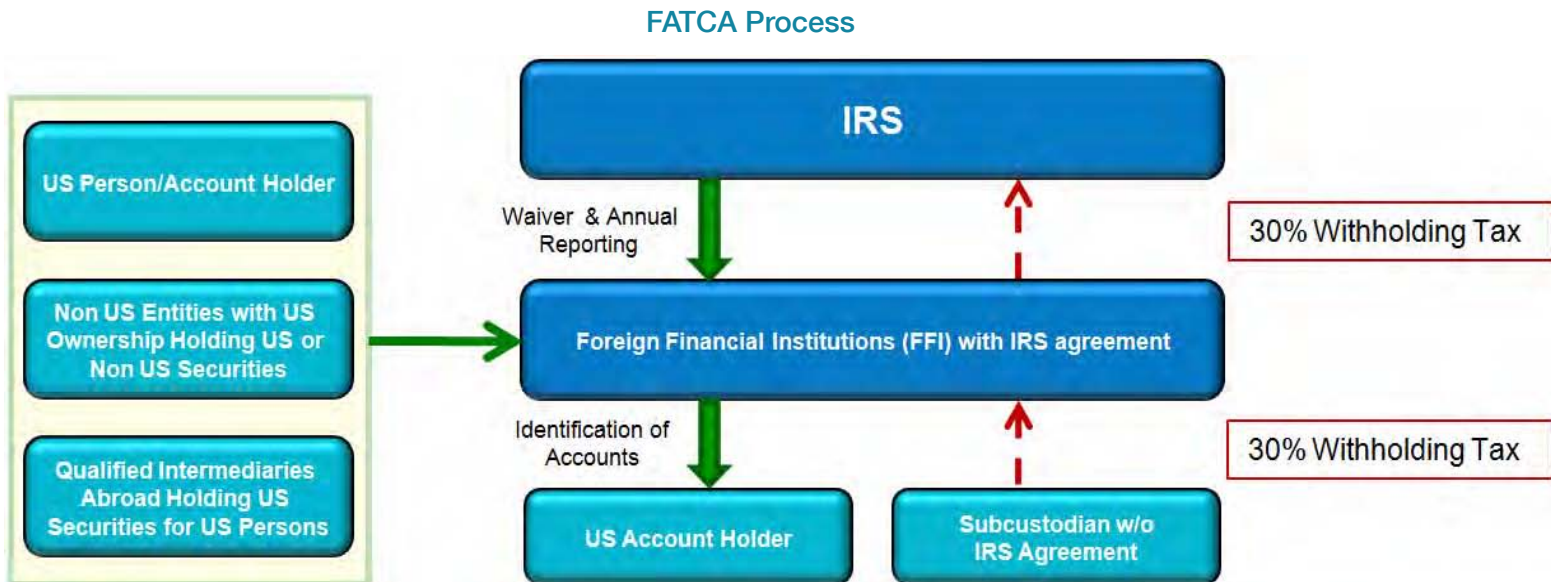 FATCA Process
US Person/Account Holder
Non US Entities with US
Ownership Holding US or
Non US Securities
Qualified Intermediaries
Abroad Holding US
Securities for US Persons
IRS
Waiver & Annual
Reporting
30% Withholding Tax
Foreign Financial Institutions (FFI) with IRS agreement
Identification of
Accounts
30% Withholding Tax
US Account Holder
Subcustodian w/o
IRS Agreement